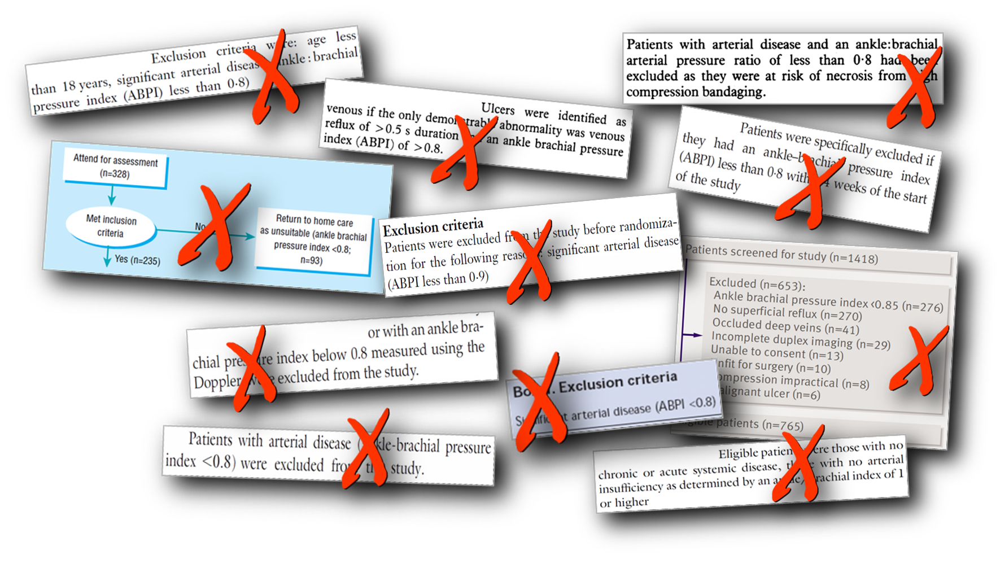 Exclusion criteria were: age less
than 18 years, significant arterial disease ankle : brachial
pressure index (ABPI) less than 0·8)
Patients with arterial disease and an ankle:brachial
arterial pressure ratio of less than 0·8 had been
excluded as they were at risk of necrosis from high
compression bandaging.
Ulcers were identified as
venous if the only demonstrable abnormality was venous
reflux of >0.5 s duration an ankle brachial pressure
index (ABPI) of >0.8.
Patients were specifically excluded if
they had an ankle–brachial pressure index
(ABPI) less than 0·8 within weeks of the start
of the study
Attend for assessment
(n=328)
Met inclusion
criteria
No
Return to home care
as unsuitable (ankle brachial
pressure index <0.8;
n=93)
Yes (n=235)
Exclusion criteria
Patients were excluded from the study before randomiza-
tion for the following reasons: significant arterial disease
(ABPI less than 0·9)
Patients screened for study (n=1418)
Excluded (n=653):
Ankle brachial pressure index <0.85 (n=276)
No superficial reflux (n=270)
Occluded deep veins (n=41)
Incomplete duplex imaging (n=29)
Unable to consent (n=13)
Unfit for surgery (n=10)
Compression impractical (n=8)
Malignant ulcer (n=6)
Eligible patients (n=765)
or with an ankle bra-
chial pressure index below 0.8 measured using the
Doppler were excluded from the study.
Box 1. Exclusion criteria
Significant arterial disease (ABPI <0.8)
Patients with arterial disease (ankle-brachial pressure
index <0.8) were excluded from the study.
Eligible patients were those with no
chronic or acute systemic disease, those with no arterial
insufficiency as determined by an ankle/brachial index of 1
or higher